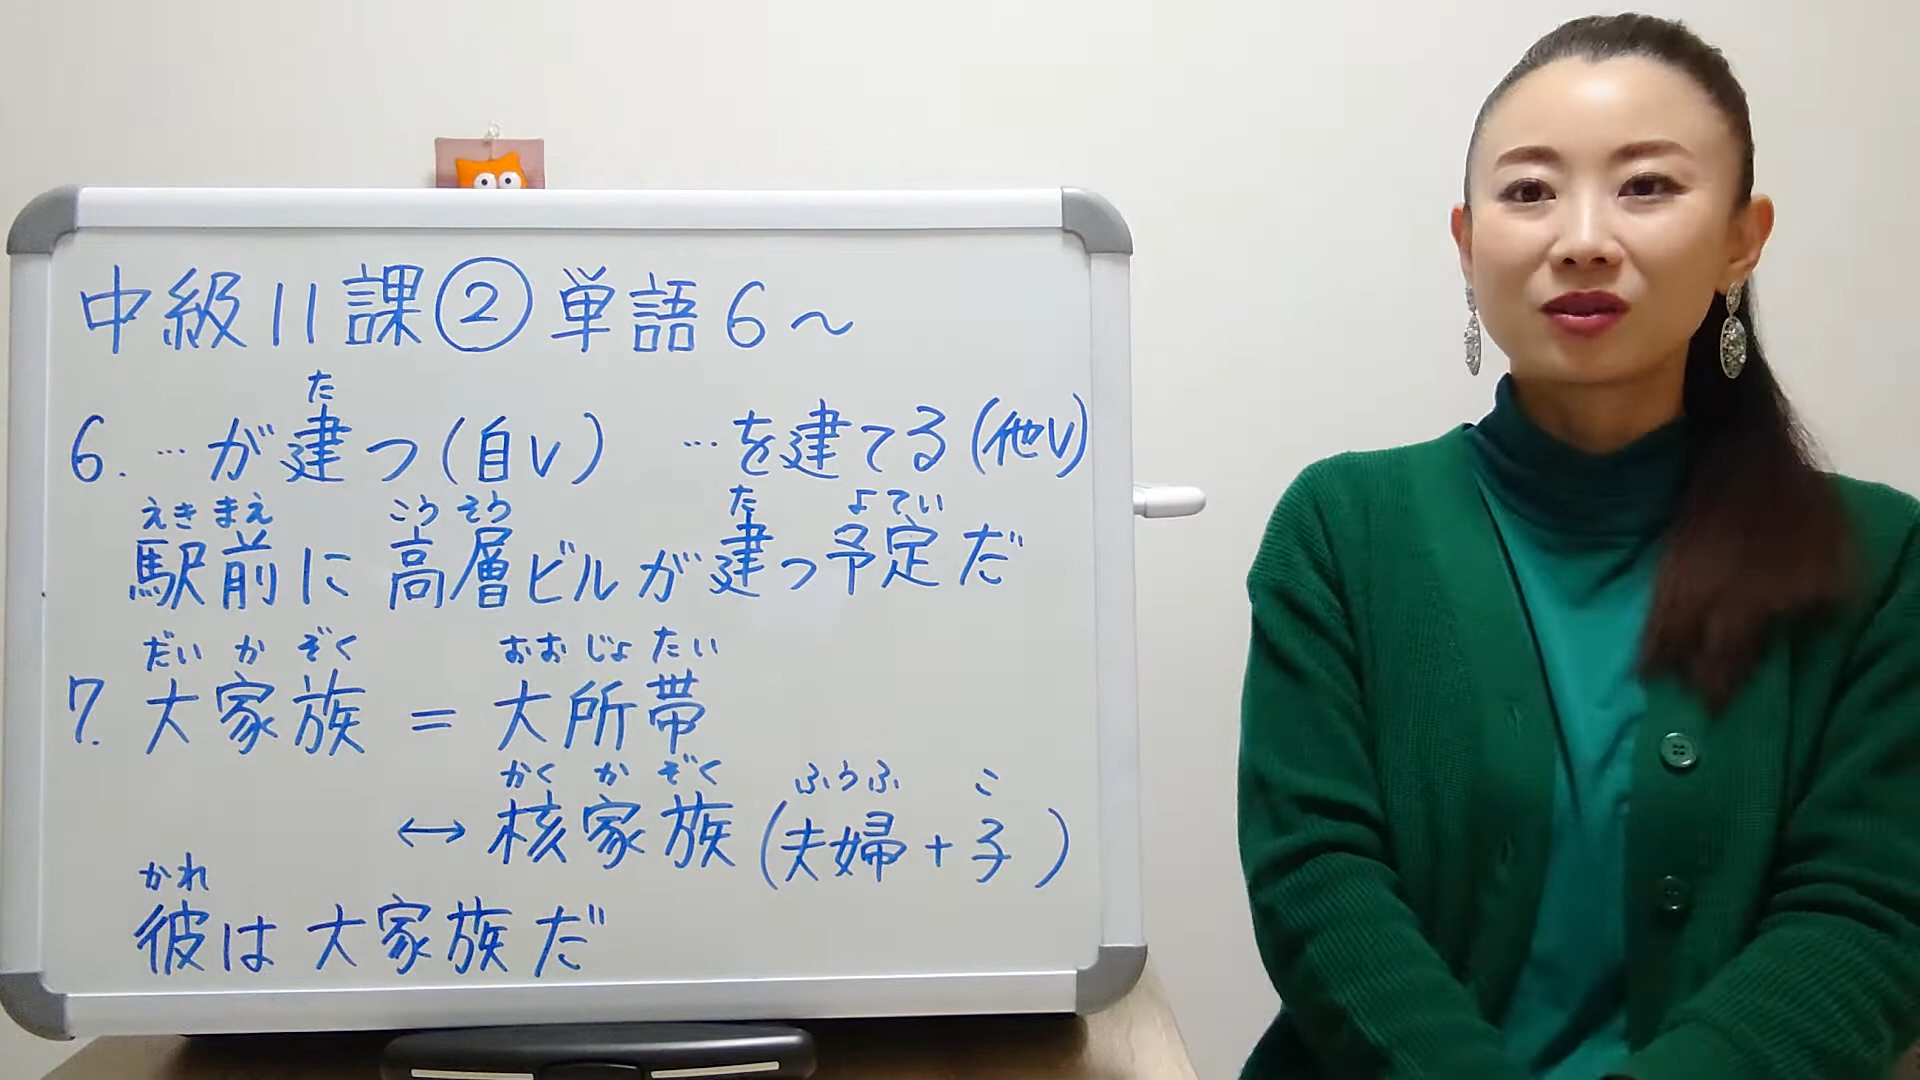 中級11課②単語6～
た
6. …が建つ(自V) …を建てる(他V)
えきまえ こうそう た よてい
駅前に高層ビルが建つ予定だ
だいかぞく おおじょたい
7. 大家族 = 大所帯
かくかぞく ふうふ こ
↔ 核家族(夫婦+子)
かれ
彼は大家族だ